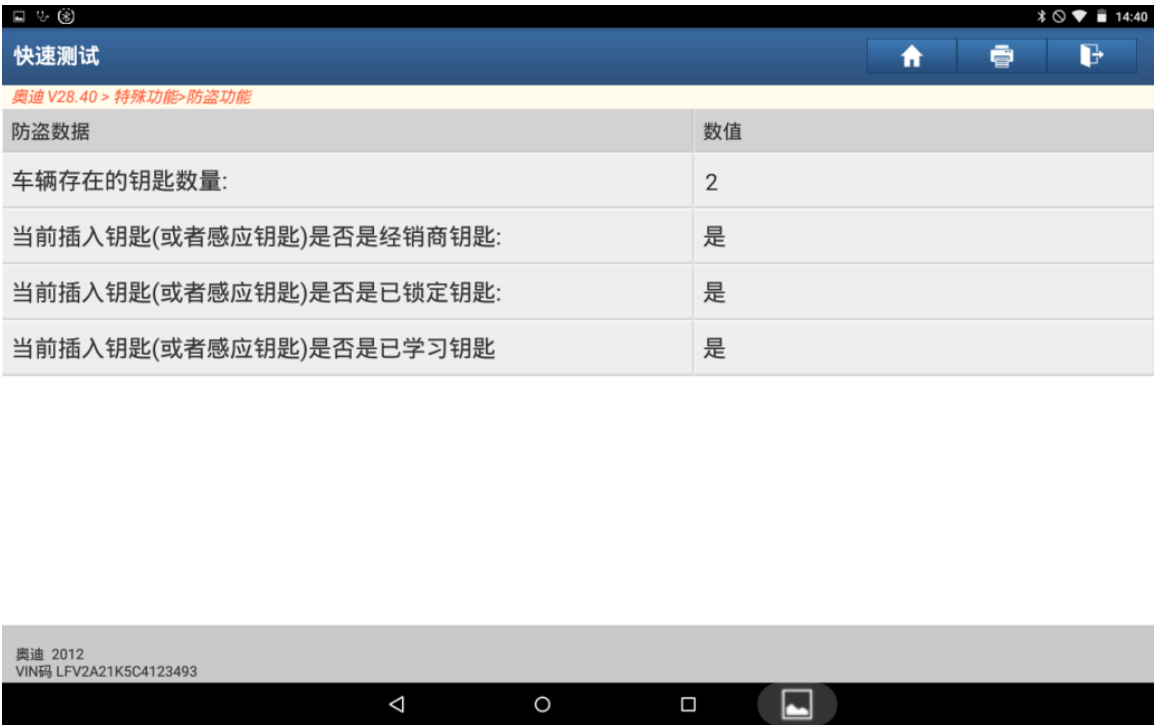 14:40
快速测试
奥迪 V28.40 > 特殊功能>防盗功能
防盗数据 数值
车辆存在的钥匙数量: 2
当前插入钥匙(或者感应钥匙)是否是经销商钥匙: 是
当前插入钥匙(或者感应钥匙)是否是已锁定钥匙: 是
当前插入钥匙(或者感应钥匙)是否是已学习钥匙 是
奥迪 2012
VIN码 LFV2A21K5C4123493